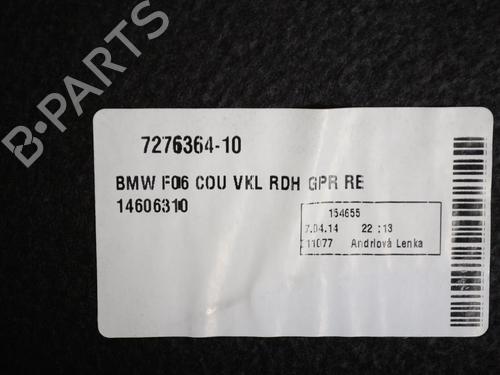 B-PARTS
7276364-10
BMW F06 COU VKL RDH GPR RE
14606310
154655
7.04.14 22:13
11077 Andrlová Lenka